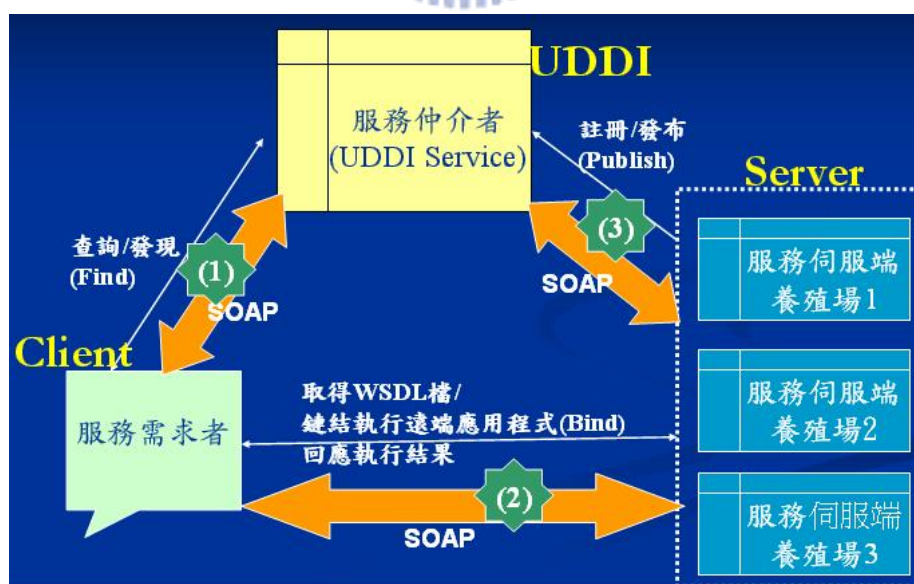 UDDI
服務仲介者
(UDDI Service)
註冊/發布
(Publish)
Server
(3)
SOAP
查詢/發現
(Find)
(1)
SOAP
Client
服務需求者
取得WSDL檔/
鏈結執行遠端應用程式(Bind)
回應執行結果
(2)
SOAP
服務伺服端
養殖場1
服務伺服端
養殖場2
服務伺服端
養殖場3